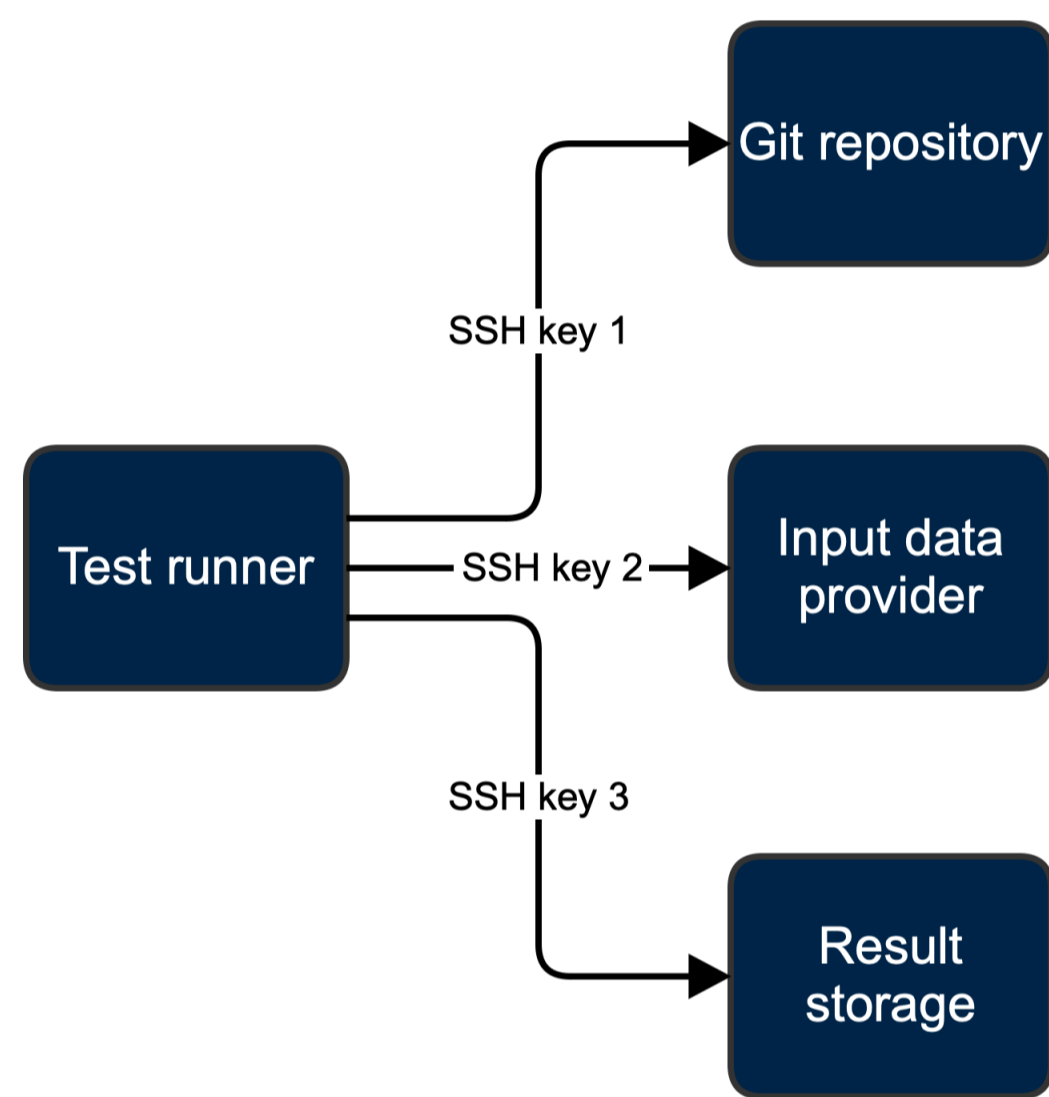 Git repository
SSH key 1
Test runner
SSH key 2
Input data
provider
SSH key 3
Result
storage